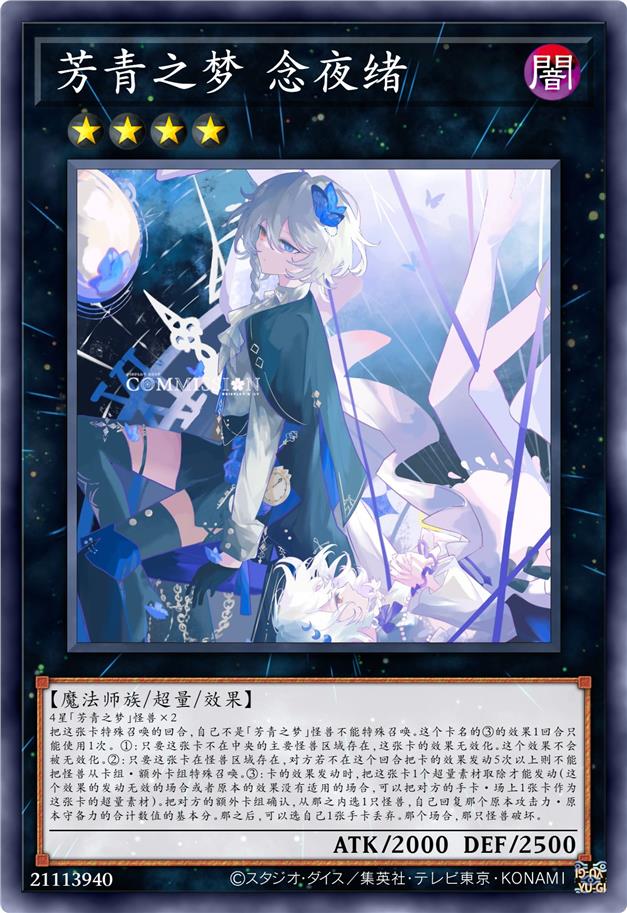 芳青之梦 念夜绪
闇
COMMISSION
【魔法师族/超量/效果】
4星「芳青之梦」怪兽×2
把这张卡特殊召唤的回合,自己不是「芳青之梦」怪兽不能特殊召唤。这个卡名的③的效果1回合只
能使用1次。①:只要这张卡不在中央的主要怪兽区域存在,这张卡的效果无效化。这个效果不会
被无效化。②:只要这张卡在怪兽区域存在,对方若不在这个回合把卡的效果发动5次以上则不能
把怪兽从卡组・额外卡组特殊召唤。③:卡的效果发动时,把这张卡1个超量素材取除才能发动(这
个效果的发动无效的场合或者原本的效果没有适用的场合,可以把对方的手卡・场上1张卡作为
这张卡的超量素材)。把对方的额外卡组确认,从那之内选1只怪兽,自己回复那个原本攻击力・原
本守备力的合计数值的基本分。那之后,可以选自己1张手卡丢弃。那个场合,那只怪兽破坏。
ATK/2000 DEF/2500
21113940
©スタジオ・ダイス/集英社・テレビ東京・KONAMI